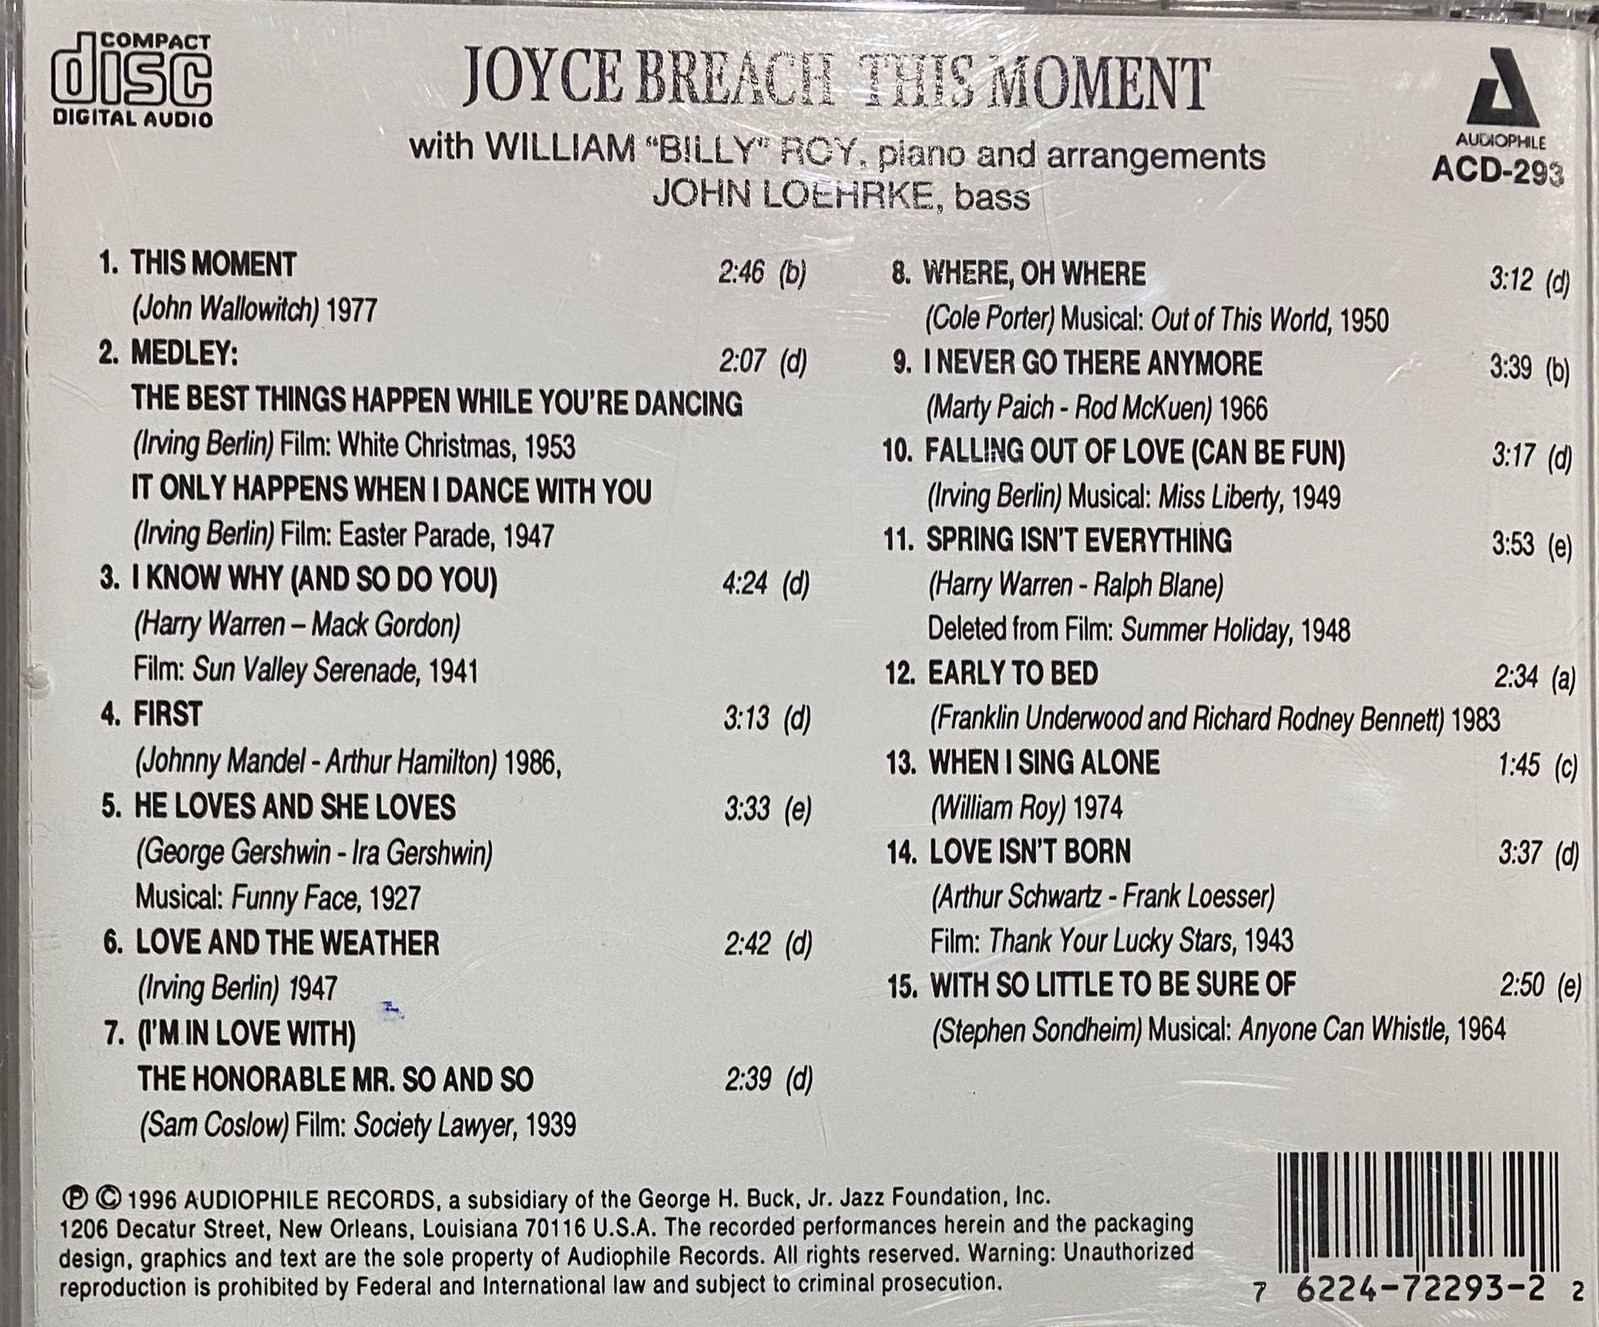 COMPACT
disc
DIGITAL AUDIO
JOYCE BREACH THIS MOMENT
with WILLIAM “BILLY” ROY, piano and arrangements
JOHN LOEHRKE, bass
AUDIOPHILE
ACD-293
1. THIS MOMENT 2:46 (b)
(John Wallowitch) 1977
2. MEDLEY: 2:07 (d)
THE BEST THINGS HAPPEN WHILE YOU'RE DANCING
(Irving Berlin) Film: White Christmas, 1953
IT ONLY HAPPENS WHEN I DANCE WITH YOU
(Irving Berlin) Film: Easter Parade, 1947
3. I KNOW WHY (AND SO DO YOU) 4:24 (d)
(Harry Warren – Mack Gordon)
Film: Sun Valley Serenade, 1941
4. FIRST 3:13 (d)
(Johnny Mandel - Arthur Hamilton) 1986,
5. HE LOVES AND SHE LOVES 3:33 (e)
(George Gershwin - Ira Gershwin)
Musical: Funny Face, 1927
6. LOVE AND THE WEATHER 2:42 (d)
(Irving Berlin) 1947
7. (I'M IN LOVE WITH)
THE HONORABLE MR. SO AND SO 2:39 (d)
(Sam Coslow) Film: Society Lawyer, 1939
8. WHERE, OH WHERE 3:12 (d)
(Cole Porter) Musical: Out of This World, 1950
9. I NEVER GO THERE ANYMORE 3:39 (b)
(Marty Paich - Rod McKuen) 1966
10. FALLING OUT OF LOVE (CAN BE FUN) 3:17 (d)
(Irving Berlin) Musical: Miss Liberty, 1949
11. SPRING ISN'T EVERYTHING 3:53 (e)
(Harry Warren - Ralph Blane)
Deleted from Film: Summer Holiday, 1948
12. EARLY TO BED 2:34 (a)
(Franklin Underwood and Richard Rodney Bennett) 1983
13. WHEN I SING ALONE 1:45 (c)
(William Roy) 1974
14. LOVE ISN'T BORN 3:37 (d)
(Arthur Schwartz - Frank Loesser)
Film: Thank Your Lucky Stars, 1943
15. WITH SO LITTLE TO BE SURE OF 2:50 (e)
(Stephen Sondheim) Musical: Anyone Can Whistle, 1964
℗ © 1996 AUDIOPHILE RECORDS, a subsidiary of the George H. Buck, Jr. Jazz Foundation, Inc.
1206 Decatur Street, New Orleans, Louisiana 70116 U.S.A. The recorded performances herein and the packaging
design, graphics and text are the sole property of Audiophile Records. All rights reserved. Warning: Unauthorized
reproduction is prohibited by Federal and International law and subject to criminal prosecution.
7 6224-72293-2 2